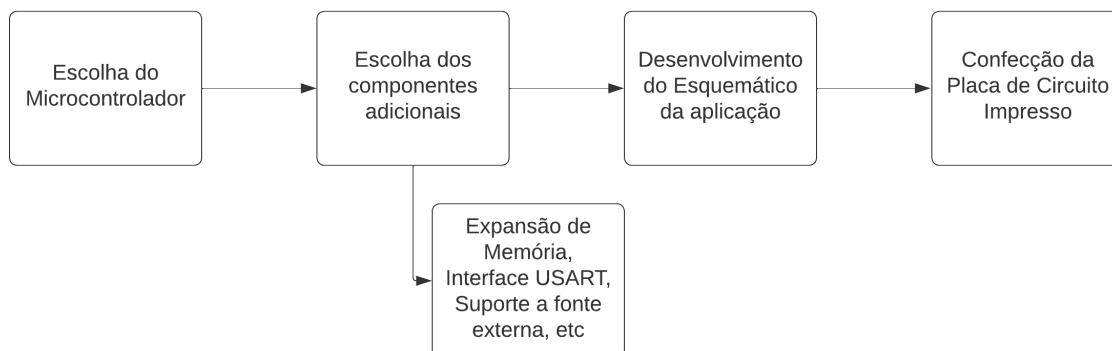 Escolha do
Microcontrolador
Escolha dos
componentes
adicionais
Desenvolvimento
do Esquemático
da aplicação
Confecção da
Placa de Circuito
Impresso
Expansão de
Memória,
Interface USART,
Suporte a fonte
externa, etc